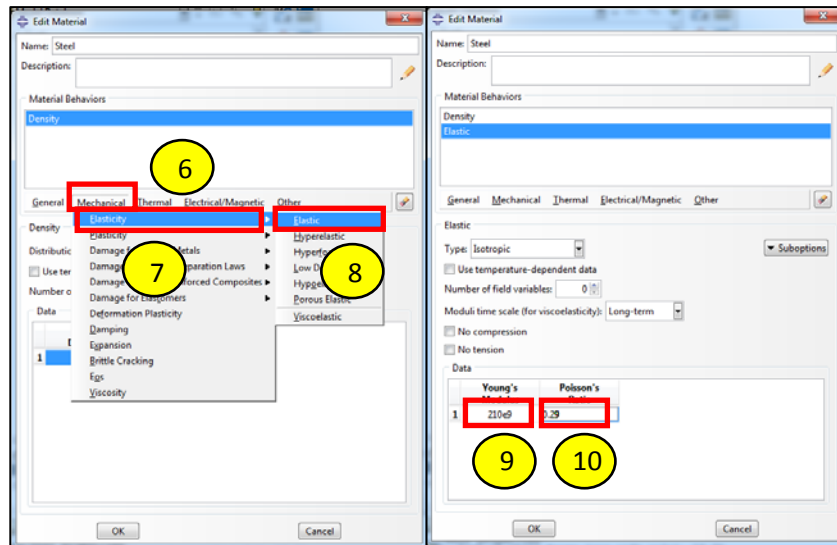 Edit Material
Name: Steel
Description:
Material Behaviors
Density
6
General Mechanical Thermal Electrical/Magnetic Other
Density
Elasticity
Elastic
Plasticity
Hyperelastic
Damage Metals
Damage paration Laws
Low
Damage forced Composites
Damage for Elastomers
Porous Elastic
Deformation Plasticity
Viscoelastic
Damping
Expansion
Brittle Cracking
Eos
Viscosity
7
8
Use
Number
Data
1
OK Cancel
Edit Material
Name: Steel
Description:
Material Behaviors
Density
Elastic
General Mechanical Thermal Electrical/Magnetic Other
Elastic
Type: Isotropic Suboptions
Use temperature-dependent data
Number of field variables: 0
Moduli time scale (for viscoelasticity): Long-term
No compression
No tension
Data
Young's Poisson's
1 210e9 0.29
9 10
OK Cancel